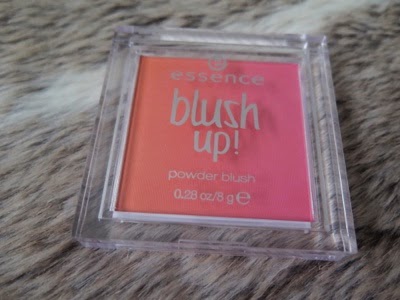 essence
blush
up!
powder blush
0.28 oz/8 g ℮